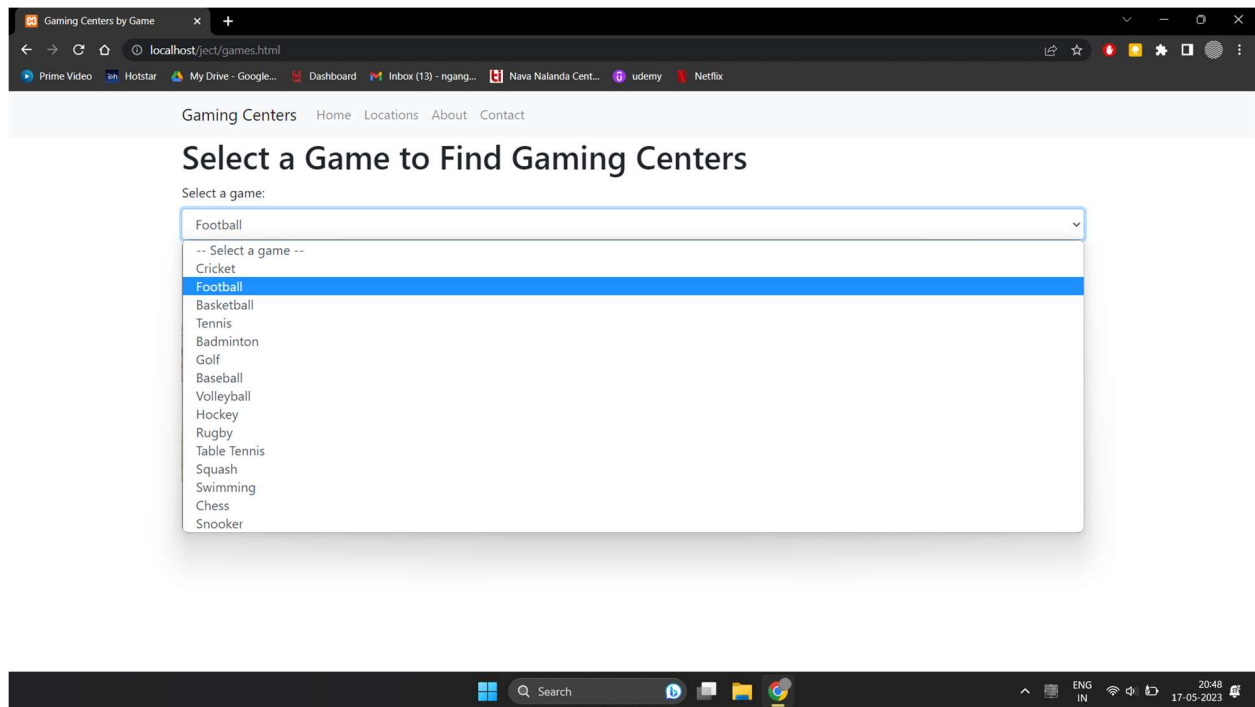 Gaming Centers by Game
localhost/ject/games.html
Prime Video Hotstar My Drive - Google... Dashboard Inbox (13) - ngang... Nava Nalanda Cent... udemy Netflix
Gaming Centers Home Locations About Contact
Select a Game to Find Gaming Centers
Select a game:
Football
-- Select a game --
Cricket
Football
Basketball
Tennis
Badminton
Golf
Baseball
Volleyball
Hockey
Rugby
Table Tennis
Squash
Swimming
Chess
Snooker
Search
ENG
IN
20:48
17-05-2023